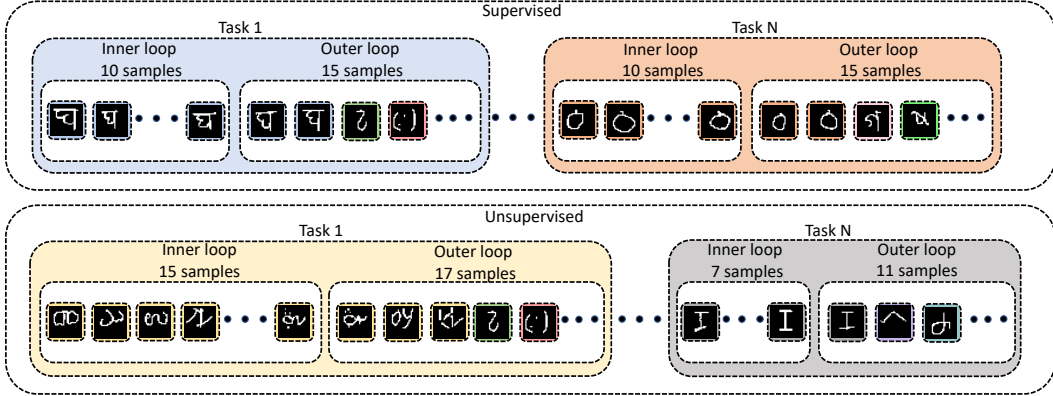 Supervised
Task 1
Task N
Inner loop
10 samples
Outer loop
15 samples
Inner loop
10 samples
Outer loop
15 samples
Unsupervised
Task 1
Task N
Inner loop
15 samples
Outer loop
17 samples
Inner loop
7 samples
Outer loop
11 samples